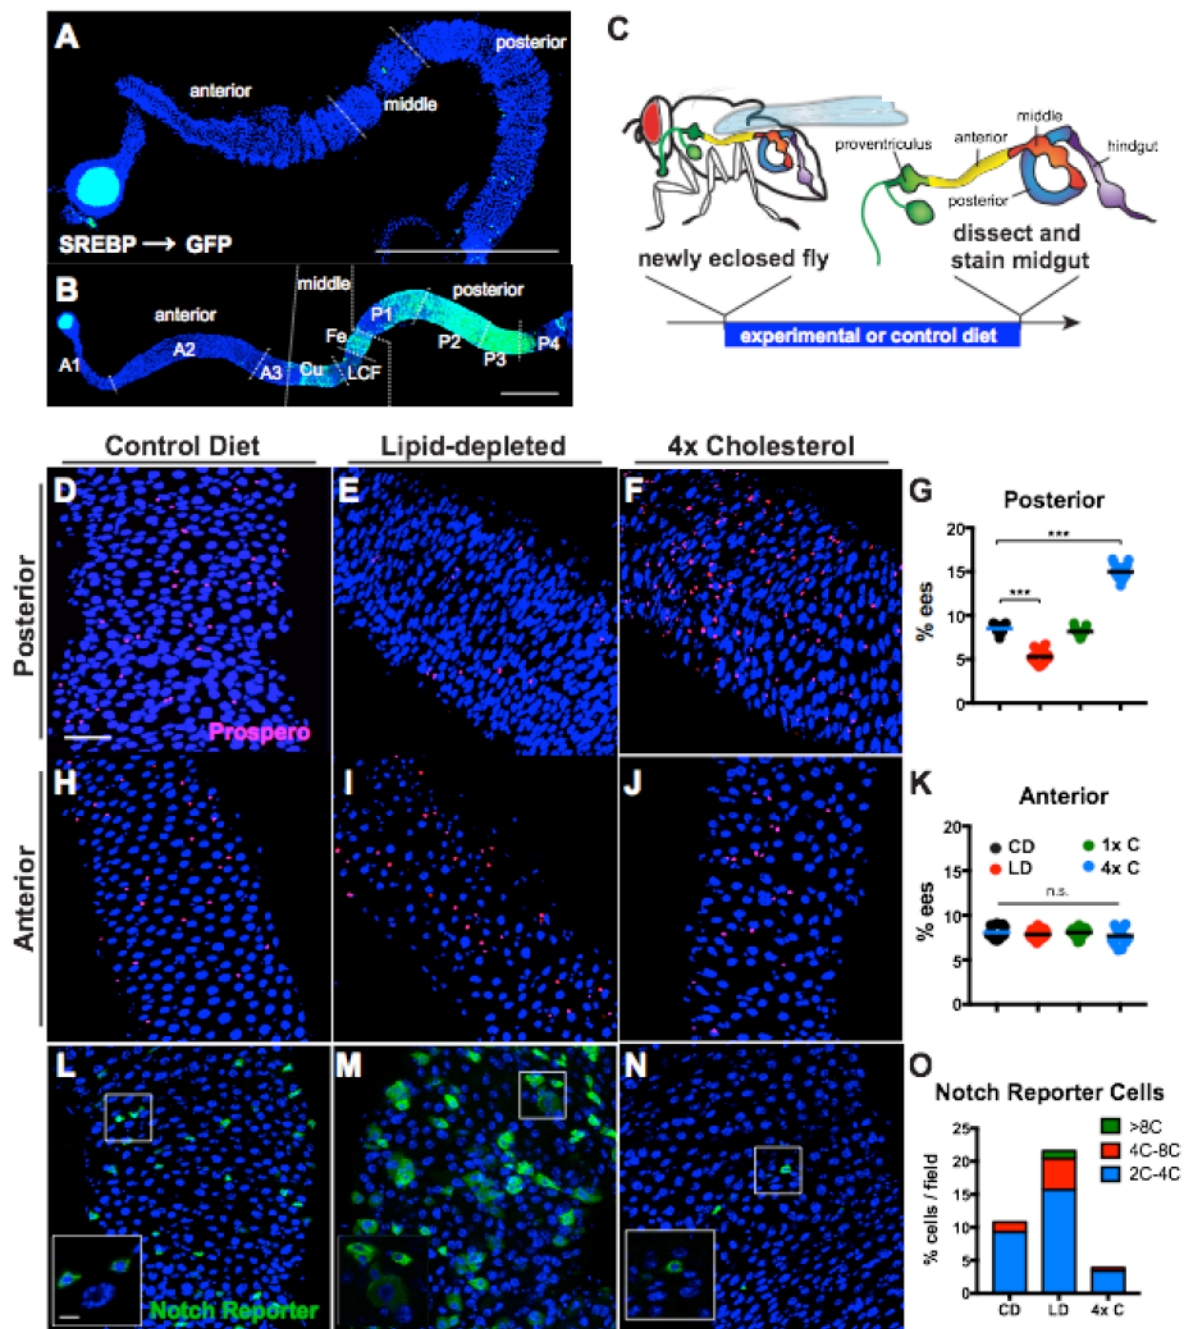 A
anterior
middle
posterior
SREBP → GFP
B
anterior
middle
posterior
A1
A2
A3
Cu
LCF
Fe
P1
P2
P3
P4
C
proventriculus
anterior
middle
hindgut
posterior
newly eclosed fly
dissect and
stain midgut
experimental or control diet
Control Diet
Lipid-depleted
4x Cholesterol
Posterior
D
Prospero
E
F
G
Posterior
% ees
20
15
10
5
0
***
***
Anterior
H
I
J
K
Anterior
% ees
20
15
10
5
0
CD
LD
1x C
4x C
n.s.
L
Notch Reporter
M
N
O
Notch Reporter Cells
% cells / field
25
20
15
10
5
0
>8C
4C-8C
2C-4C
CD
LD
4x C